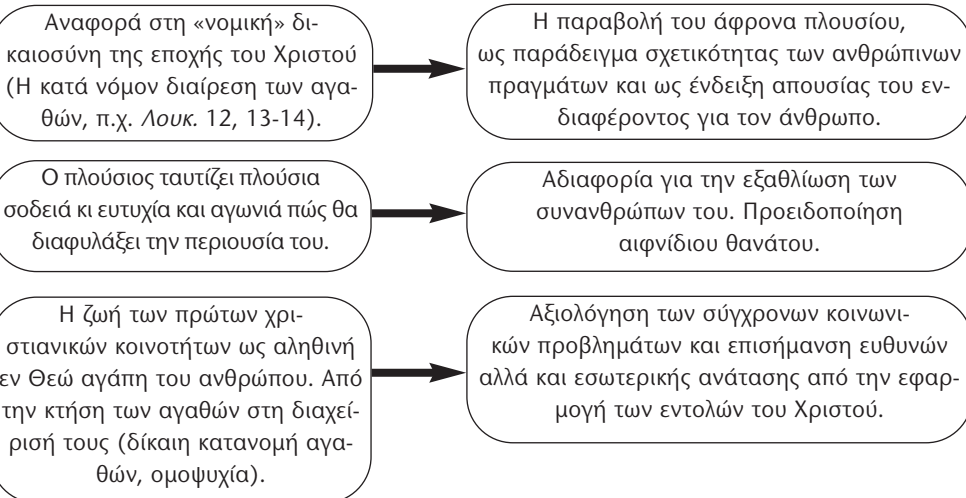 Αναφορά στη «νομική» δι-
καιοσύνη της εποχής του Χριστού
(Η κατά νόμον διαίρεση των αγα-
θών, π.χ. Λουκ. 12, 13-14).
Η παραβολή του άφρονα πλουσίου,
ως παράδειγμα σχετικότητας των ανθρώπινων
πραγμάτων και ως ένδειξη απουσίας του εν-
διαφέροντος για τον άνθρωπο.
Ο πλούσιος ταυτίζει πλούσια
σοδειά κι ευτυχία και αγωνιά πώς θα
διαφυλάξει την περιουσία του.
Αδιαφορία για την εξαθλίωση των
συνανθρώπων του. Προειδοποίηση
αιφνίδιου θανάτου.
Η ζωή των πρώτων χρι-
στιανικών κοινοτήτων ως αληθινή
εν Θεώ αγάπη του ανθρώπου. Από
την κτήση των αγαθών στη διαχεί-
ρισή τους (δίκαιη κατανομή αγα-
θών, ομοψυχία).
Αξιολόγηση των σύγχρονων κοινωνι-
κών προβλημάτων και επισήμανση ευθυνών
αλλά και εσωτερικής ανάτασης από την εφαρ-
μογή των εντολών του Χριστού.